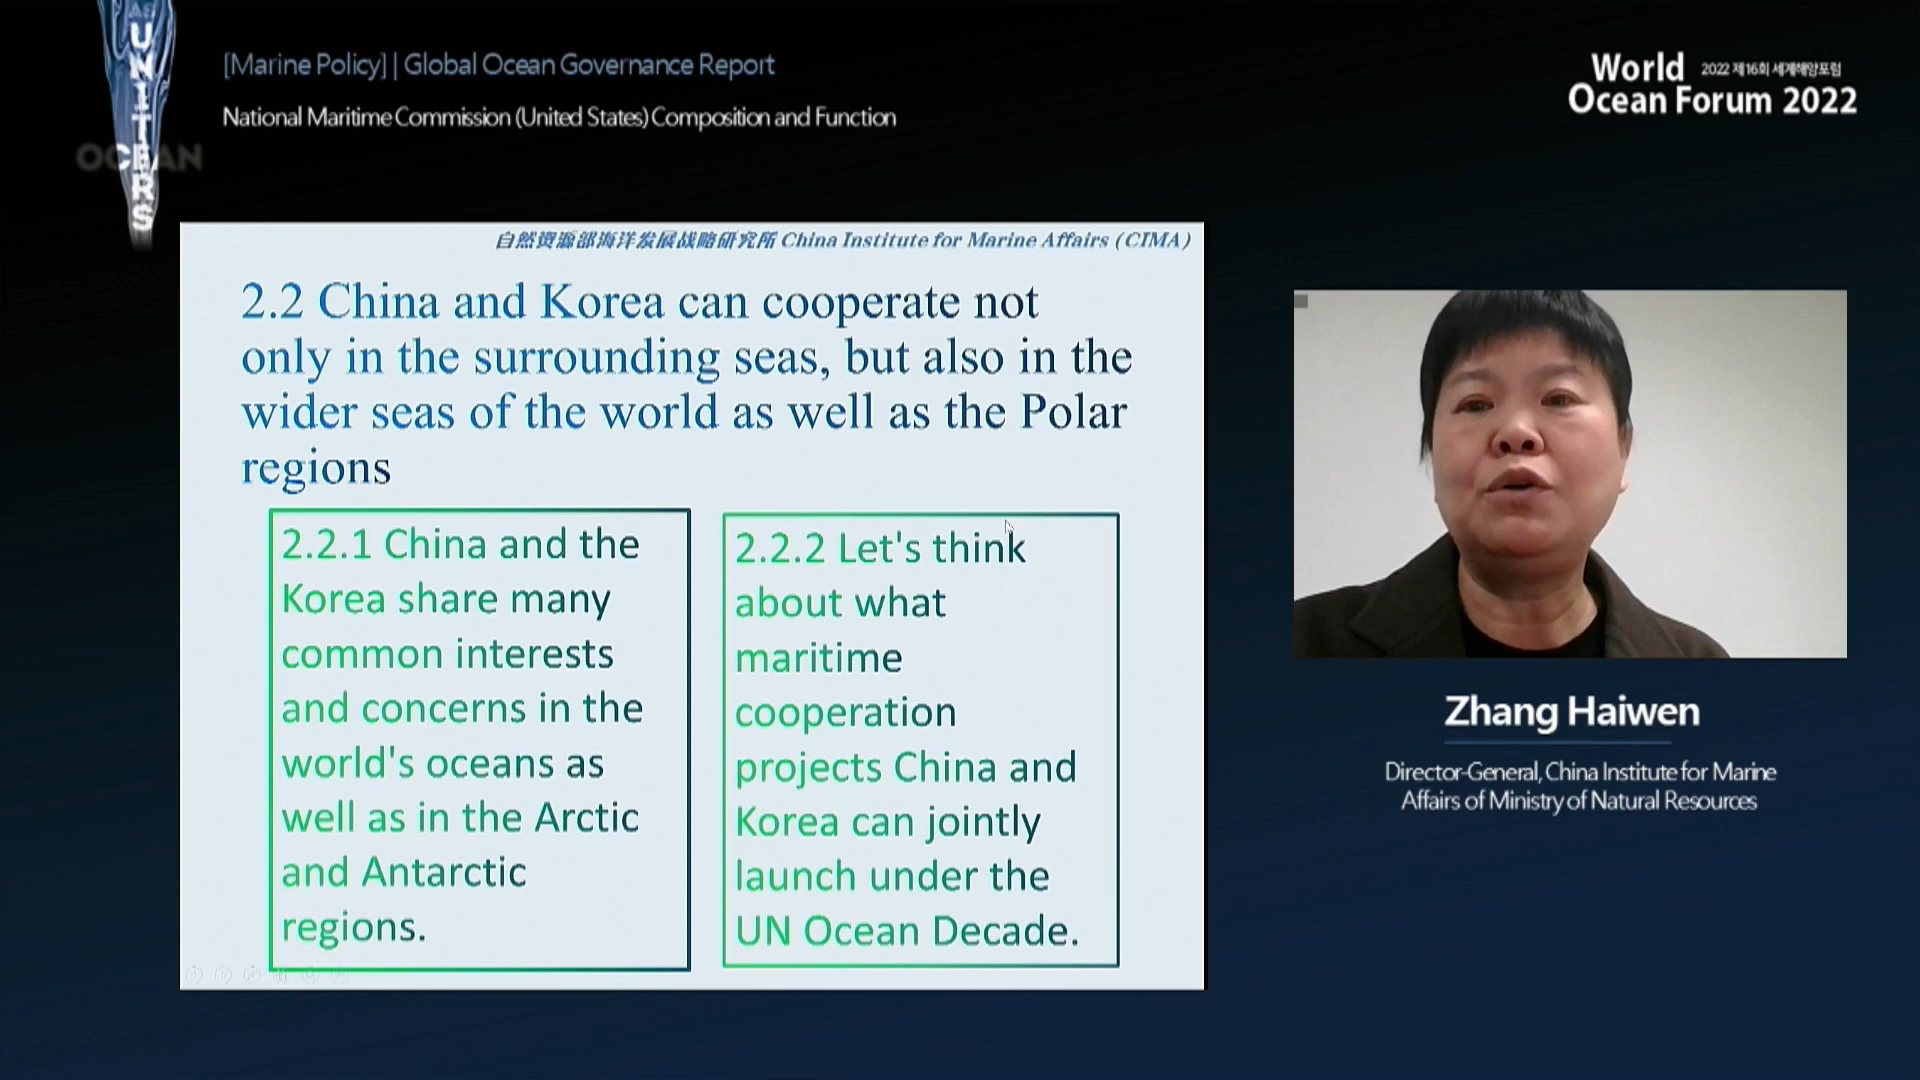 AS
UNITERS
OCEAN
[Marine Policy] | Global Ocean Governance Report
National Maritime Commission (United States) Composition and Function
World 2022 제16회 세계해양포럼
Ocean Forum 2022
自然资源部海洋发展战略研究所 China Institute for Marine Affairs (CIMA)
2.2 China and Korea can cooperate not
only in the surrounding seas, but also in the
wider seas of the world as well as the Polar
regions
2.2.1 China and the
Korea share many
common interests
and concerns in the
world's oceans as
well as in the Arctic
and Antarctic
regions.
2.2.2 Let's think
about what
maritime
cooperation
projects China and
Korea can jointly
launch under the
UN Ocean Decade.
Zhang Haiwen
Director-General, China Institute for Marine
Affairs of Ministry of Natural Resources